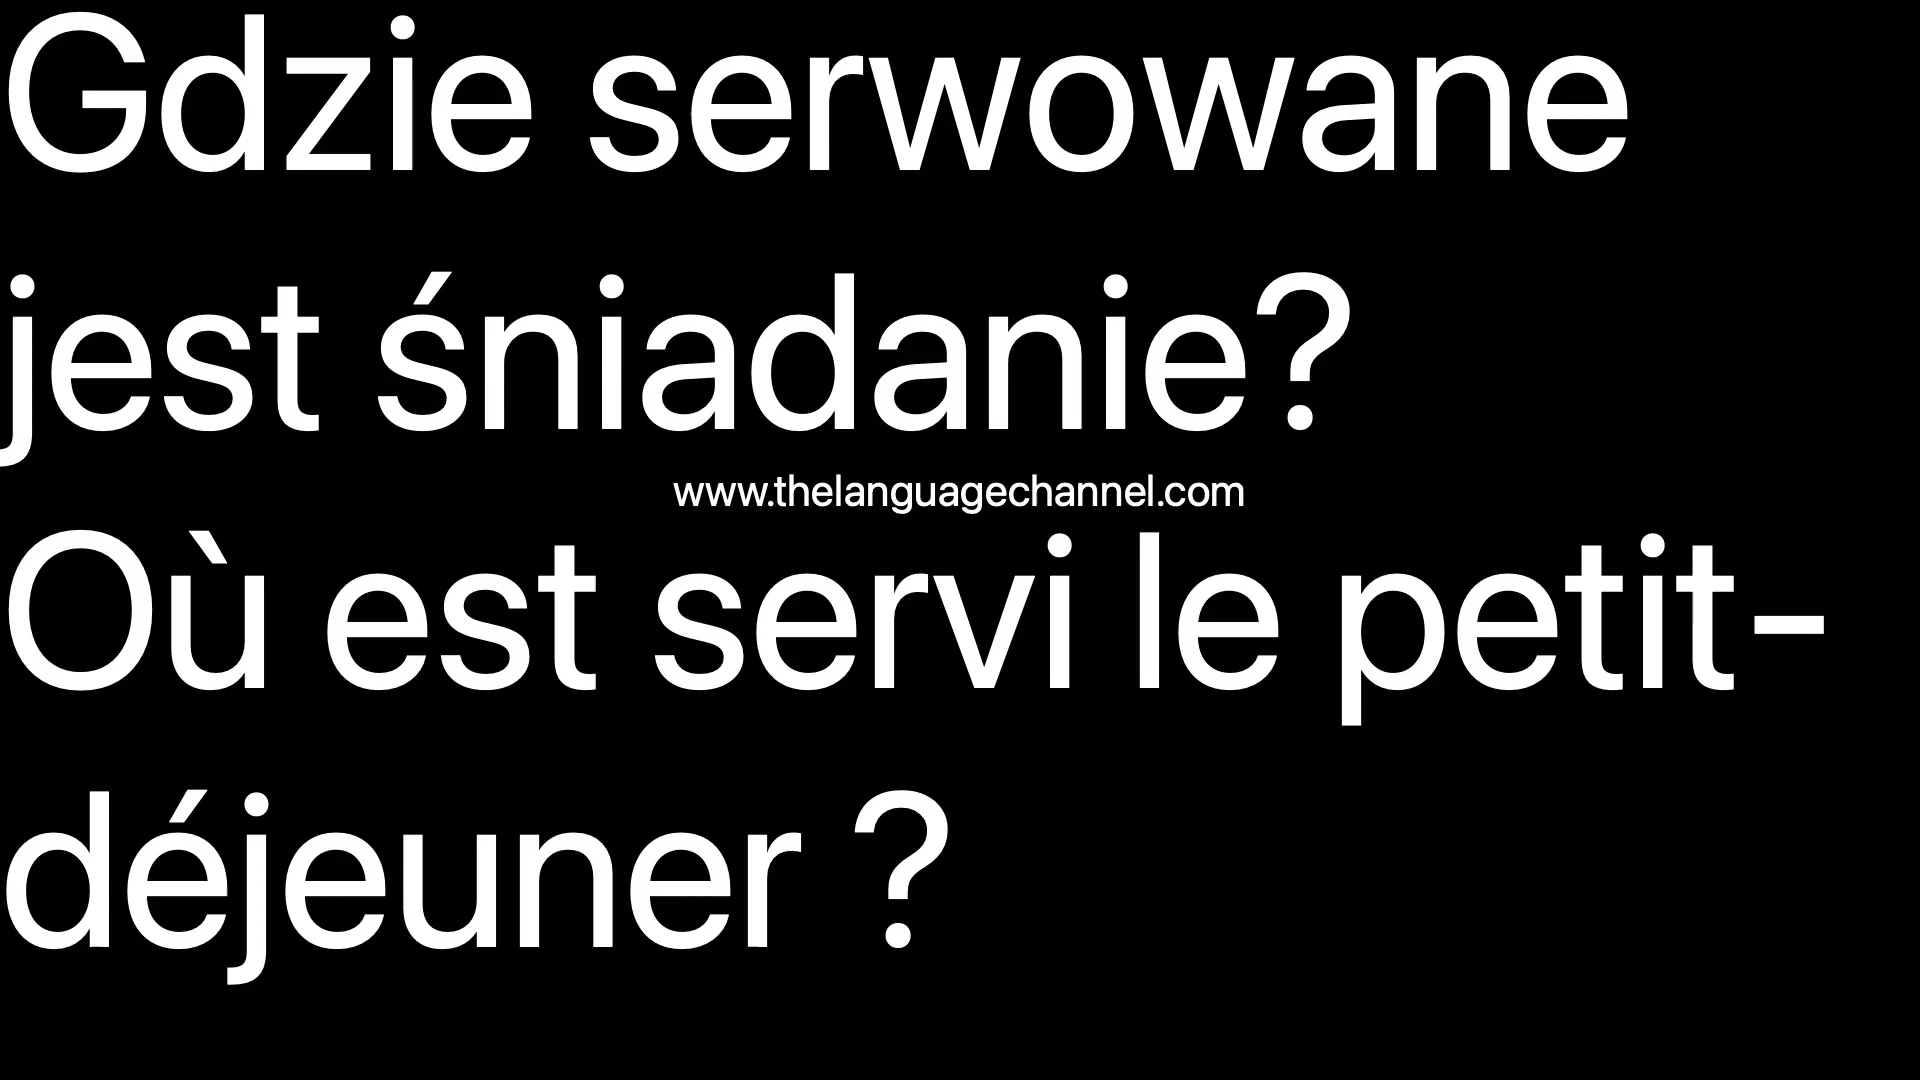 Gdzie serwowane
jest śniadanie?
www.thelanguagechannel.com
Où est servi le petit-
déjeuner ?